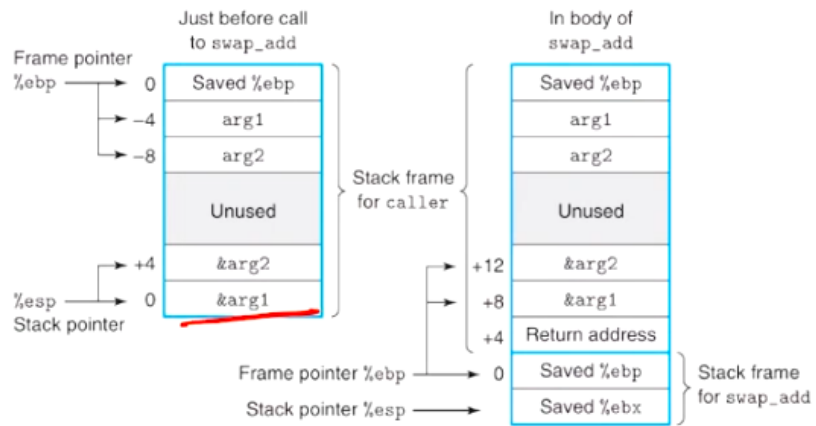 Just before call
to swap_add
In body of
swap_add
Frame pointer
%ebp
0
Saved %ebp
Saved %ebp
−4
arg1
arg1
−8
arg2
arg2
Stack frame
for caller
Unused
Unused
+4
&arg2
+12
&arg2
%esp
0
&arg1
+8
&arg1
Stack pointer
+4
Return address
Frame pointer %ebp
0
Saved %ebp
Stack frame
for swap_add
Stack pointer %esp
Saved %ebx